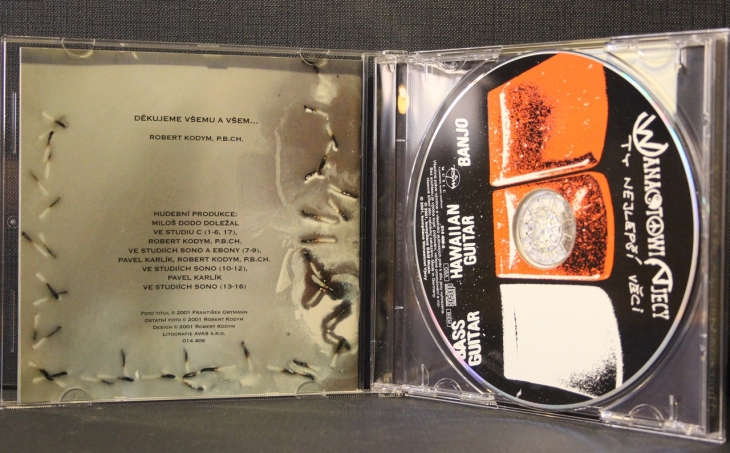 DĚKUJEME VŠEMU A VŠEM...
ROBERT KODYM, P.B.CH.
HUDEBNÍ PRODUKCE:
MILOŠ DODO DOLEŽAL
VE STUDIU C (1-6, 17),
ROBERT KODYM, P.B.CH.
VE STUDIÍCH SONO A EBONY (7-9),
PAVEL KARLÍK, ROBERT KODYM, P.B.CH.
VE STUDIÍCH SONO (10-12),
PAVEL KARLÍK
VE STUDIÍCH SONO (13-16)
FOTO TITUL © 2001 FRANTIŠEK ORTMANN
OSTATNÍ FOTO © 2001 ROBERT KODYM
DESIGN © 2001 ROBERT KODYM
LITOGRAFIE AVAS S.R.O.
014 406
WANASTOWI VJECY
TY NEJLEPŠÍ VĚCI
BANJO
HAWAIIAN
GUITAR
BASS
GUITAR